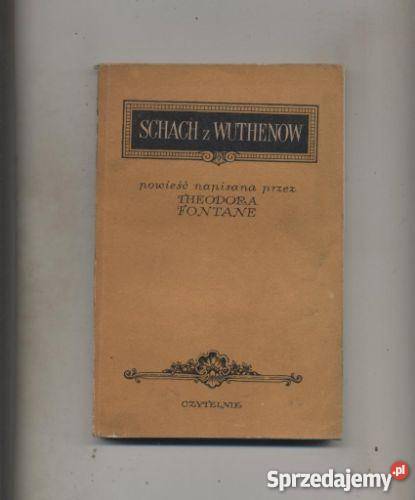 SCHACH z WUTHENOW
powieść napisana przez
THEODORA
FONTANE
CZYTELNIK
Sprzedajemy.pl